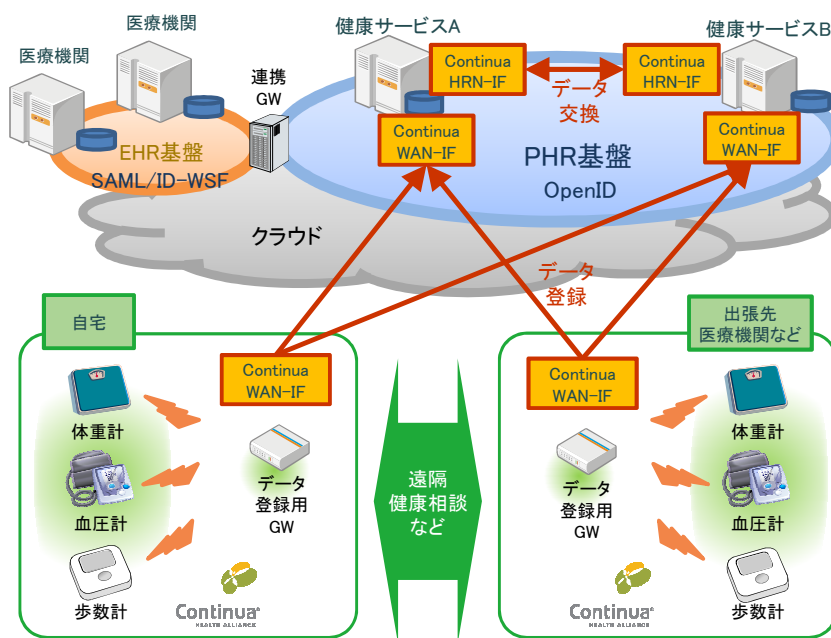 医療機関
医療機関
連携
GW
健康サービスA
健康サービスB
Continua
HRN-IF
Continua
HRN-IF
データ
交換
Continua
WAN-IF
Continua
WAN-IF
EHR基盤
SAML/ID-WSF
PHR基盤
OpenID
クラウド
データ
登録
自宅
出張先
医療機関など
Continua
WAN-IF
Continua
WAN-IF
体重計
血圧計
歩数計
データ
登録用
GW
Continua
HEALTH ALLIANCE
遠隔
健康相談
など
データ
登録用
GW
体重計
血圧計
歩数計
Continua
HEALTH ALLIANCE